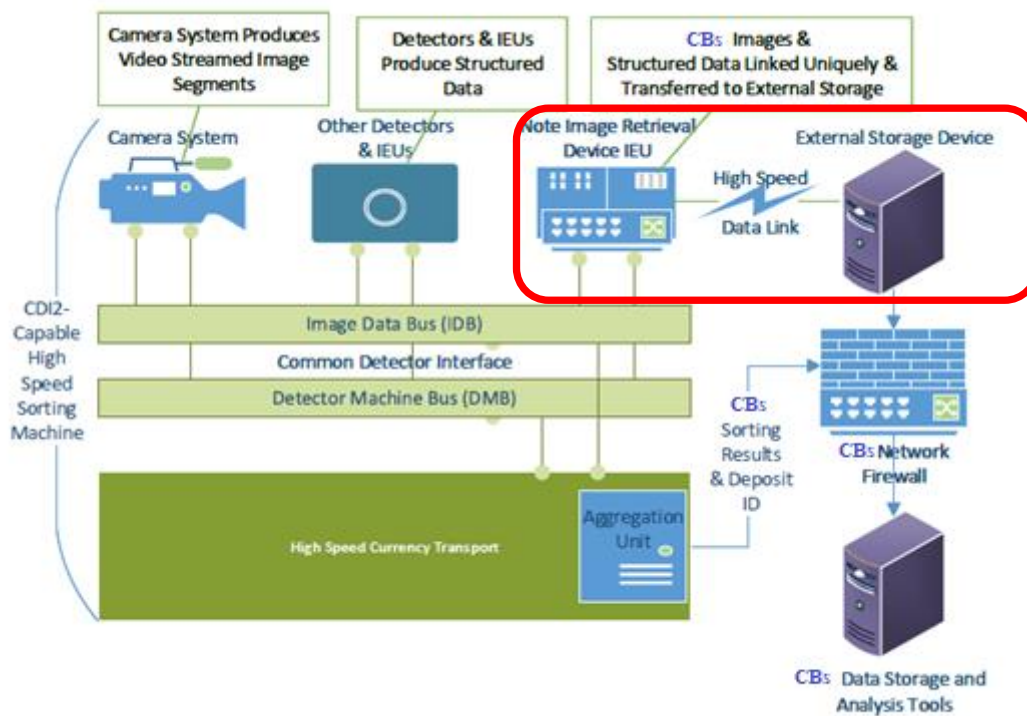 Camera System Produces
Video Streamed Image
Segments
Detectors & IEUs
Produce Structured
Data
CBs Images &
Structured Data Linked Uniquely &
Transferred to External Storage
Camera System
Other Detectors
& IEUs
Note Image Retrieval
Device IEU
External Storage Device
High Speed
Data Link
CDI2-
Capable
High
Speed
Sorting
Machine
Image Data Bus (IDB)
Common Detector Interface
Detector Machine Bus (DMB)
CBs
Sorting
Results
& Deposit
ID
CBs Network
Firewall
High Speed Currency Transport
Aggregation
Unit
CBs Data Storage and
Analysis Tools